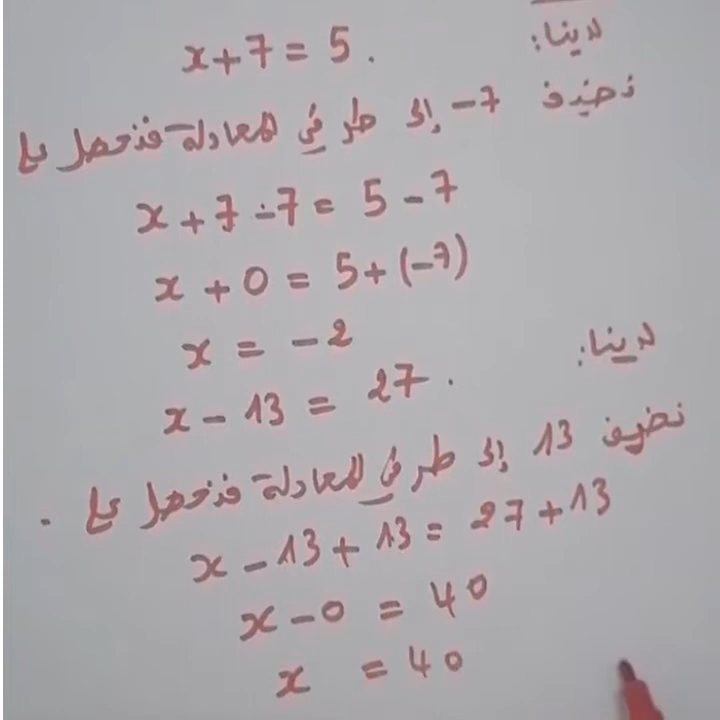 لدينا: x + 7 = 5 .
نضيف -7 إلى طرفي المعادلة فنحصل على
x + 7 - 7 = 5 - 7
x + 0 = 5 + (-7)
x = -2
لدينا: x - 13 = 27 .
نضيف 13 إلى طرفي المعادلة فنحصل على .
x - 13 + 13 = 27 + 13
x - 0 = 40
x = 40